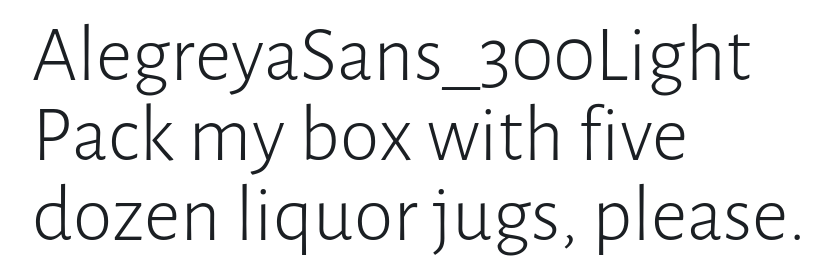 AlegreyaSans_300Light
Pack my box with five
dozen liquor jugs, please.